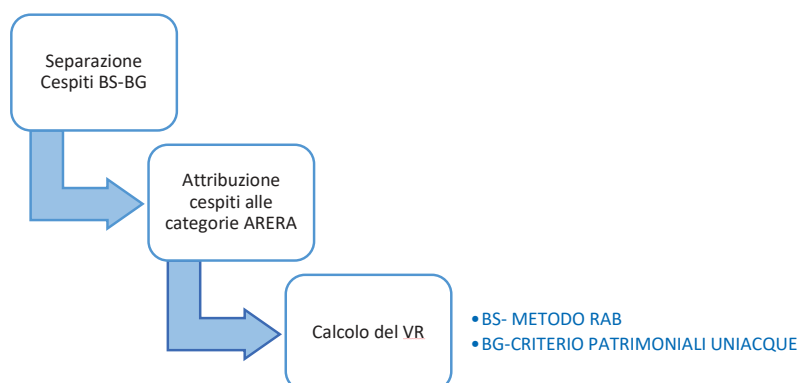 Separazione
Cespiti BS-BG
Attribuzione
cespiti alle
categorie ARERA
Calcolo del VR
•BS- METODO RAB
•BG-CRITERIO PATRIMONIALI UNIACQUE